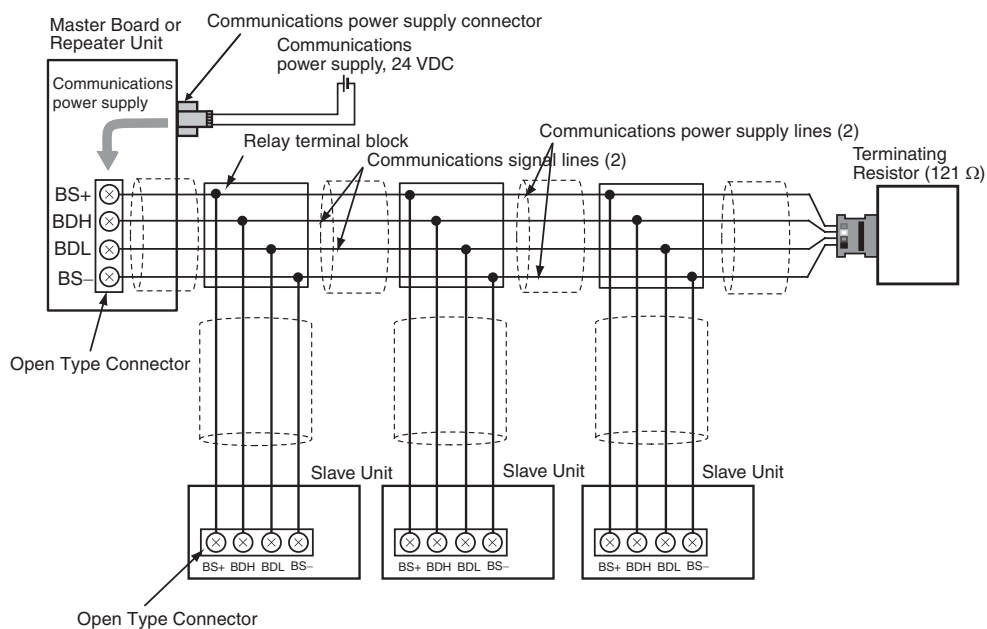 Master Board or
Repeater Unit
Communications power supply connector
Communications
power supply, 24 VDC
Communications
power supply
Relay terminal block
Communications signal lines (2)
Communications power supply lines (2)
Terminating
Resistor (121 Ω)
BS+
BDH
BDL
BS−
Open Type Connector
Slave Unit
Slave Unit
Slave Unit
BS+ BDH BDL BS−
BS+ BDH BDL BS−
BS+ BDH BDL BS−
Open Type Connector